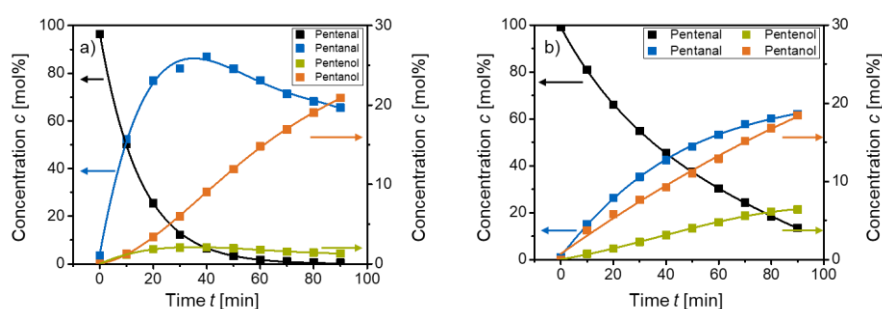 a)
Pentenal
Pentanal
Pentenol
Pentanol
Concentration c [mol%]
100
80
60
40
20
0
30
20
10
0
Concentration c [mol%]
0 20 40 60 80 100
Time t [min]
b)
Pentenal Pentenol
Pentanal Pentanol
Concentration c [mol%]
100
80
60
40
20
0
30
20
10
0
Concentration c [mol%]
0 20 40 60 80 100
Time t [min]